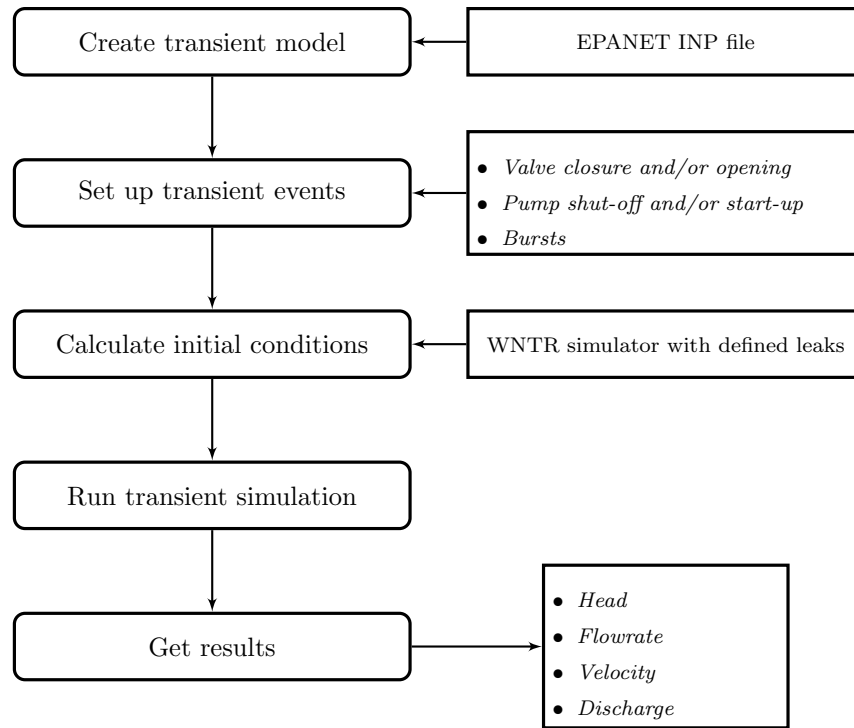 Create transient model
EPANET INP file
Set up transient events
• Valve closure and/or opening
• Pump shut-off and/or start-up
• Bursts
Calculate initial conditions
WNTR simulator with defined leaks
Run transient simulation
Get results
• Head
• Flowrate
• Velocity
• Discharge